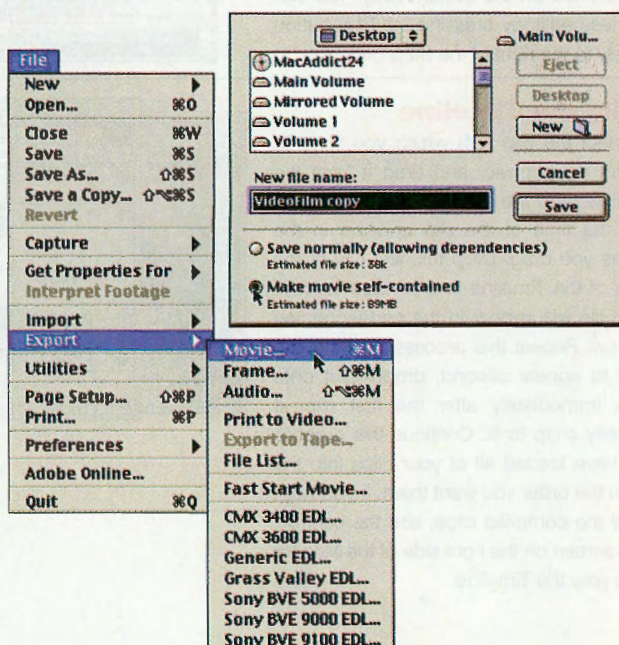 File
New
Open... ⌘O
Close ⌘W
Save ⌘S
Save As... ⇧⌘S
Save a Copy... ⇧⌥⌘S
Revert
Capture
Get Properties For
Interpret Footage
Import
Export
Utilities
Page Setup... ⇧⌘P
Print... ⌘P
Preferences
Adobe Online...
Quit ⌘Q
Movie... ⌘M
Frame... ⇧⌘M
Audio... ⌥⌘M
Print to Video...
Export to Tape...
File List...
Fast Start Movie...
CMX 3400 EDL...
CMX 3600 EDL...
Generic EDL...
Grass Valley EDL...
Sony BVE 5000 EDL...
Sony BVE 9000 EDL...
Sony BVE 9100 EDL...
Desktop
Main Volu...
MacAddict24
Main Volume
Mirrored Volume
Volume 1
Volume 2
Eject
Desktop
New
Cancel
Save
New file name:
VideoFilm copy
Save normally (allowing dependencies)
Estimated file size: 38k
Make movie self-contained
Estimated file size: 89MB